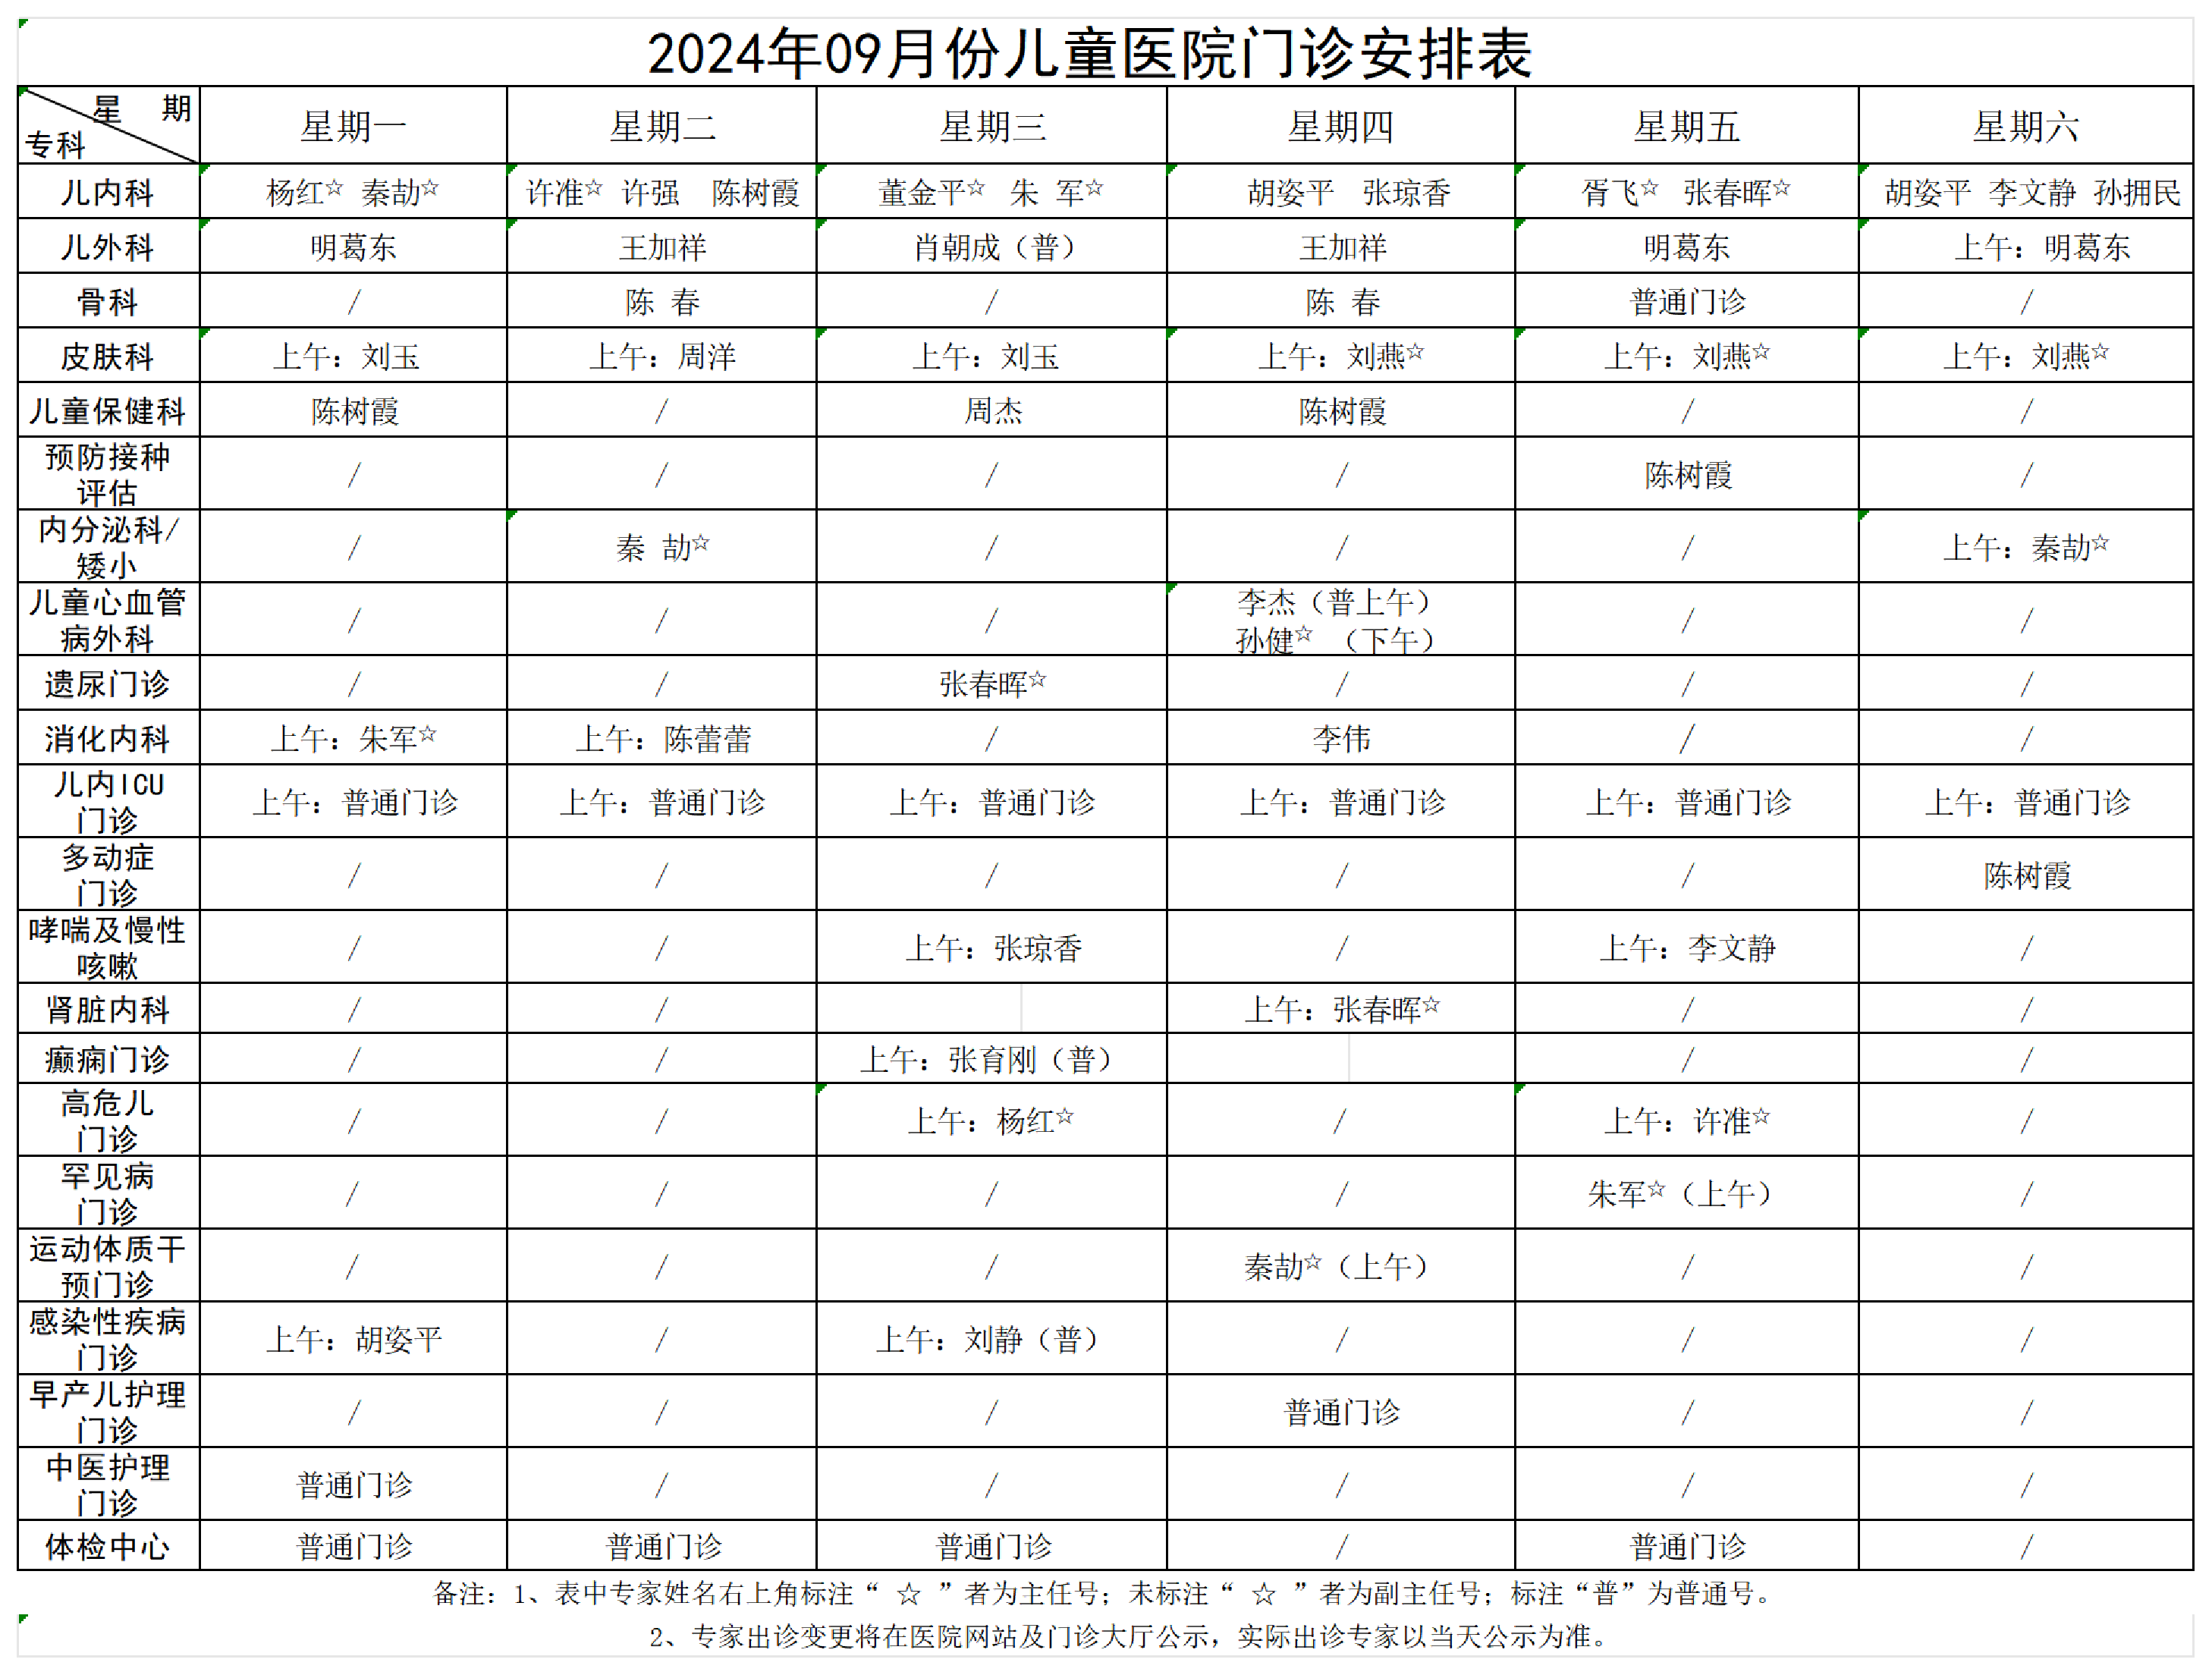 2024年09月份儿童医院门诊安排表
星 期
专科 星期一 星期二 星期三 星期四 星期五 星期六
儿内科 杨红☆ 秦劼☆ 许准☆ 许强 陈树霞 董金平☆ 朱 军☆ 胡姿平 张琼香 胥飞☆ 张春晖☆ 胡姿平 李文静 孙拥民
儿外科 明葛东 王加祥 肖朝成（普） 王加祥 明葛东 上午：明葛东
骨科 / 陈 春 / 陈 春 普通门诊 /
皮肤科 上午：刘玉 上午：周洋 上午：刘玉 上午：刘燕☆ 上午：刘燕☆ 上午：刘燕☆
儿童保健科 陈树霞 / 周杰 陈树霞 / /
预防接种
评估 / / / / 陈树霞 /
内分泌科/
矮小 / 秦 劼☆ / / / 上午：秦劼☆
儿童心血管
病外科 / / / 李杰（普上午）
孙健☆ （下午） / /
遗尿门诊 / / 张春晖☆ / / /
消化内科 上午：朱军☆ 上午：陈蕾蕾 / 李伟 / /
儿内ICU
门诊 上午：普通门诊 上午：普通门诊 上午：普通门诊 上午：普通门诊 上午：普通门诊 上午：普通门诊
多动症
门诊 / / / / / 陈树霞
哮喘及慢性
咳嗽 / / 上午：张琼香 / 上午：李文静 /
肾脏内科 / / 上午：张春晖☆ / /
癫痫门诊 / / 上午：张育刚（普） / /
高危儿
门诊 / / 上午：杨红☆ / 上午：许准☆ /
罕见病
门诊 / / / / 朱军☆（上午） /
运动体质干
预门诊 / / / 秦劼☆（上午） / /
感染性疾病
门诊 上午：胡姿平 / 上午：刘静（普） / / /
早产儿护理
门诊 / / / 普通门诊 / /
中医护理
门诊 普通门诊 / / / / /
体检中心 普通门诊 普通门诊 普通门诊 / 普通门诊 /
备注：1、表中专家姓名右上角标注“ ☆ ”者为主任号；未标注“ ☆ ”者为副主任号；标注“普”为普通号。
2、专家出诊变更将在医院网站及门诊大厅公示，实际出诊专家以当天公示为准。